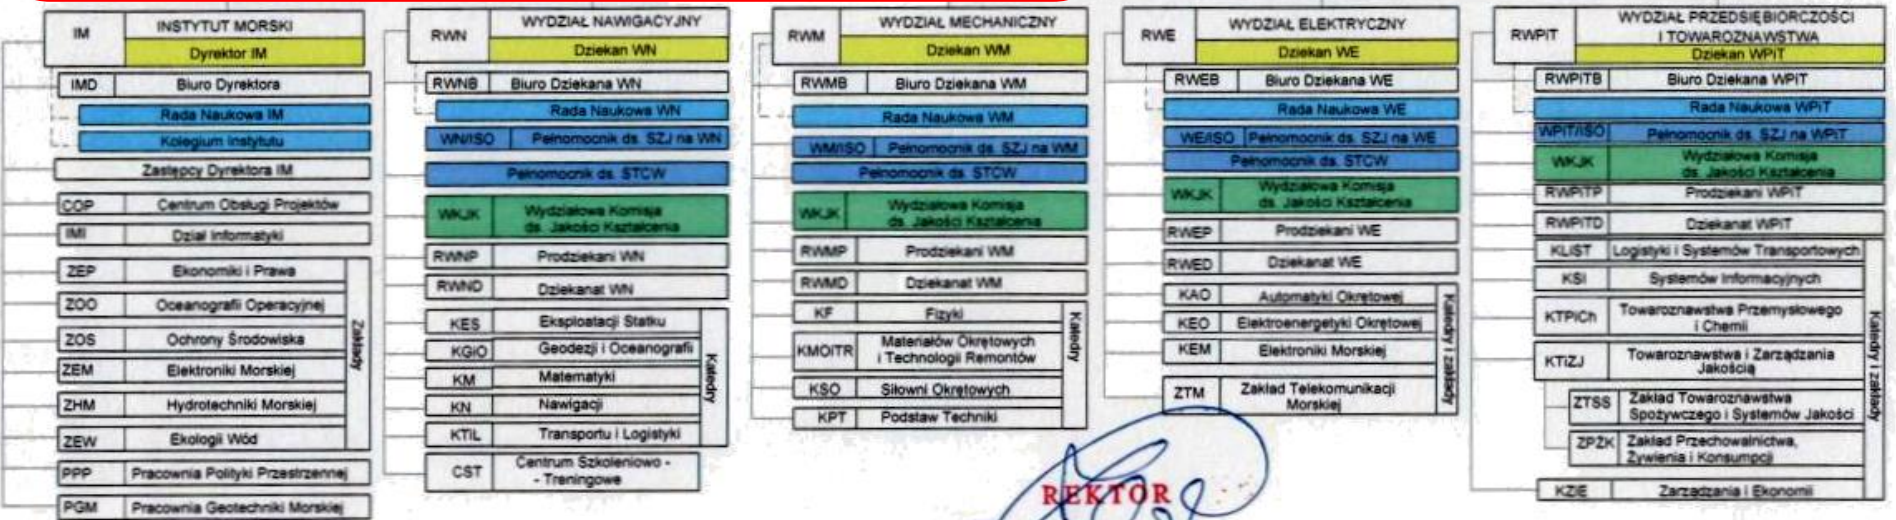 IM INSTYTUT MORSKI
Dyrektor IM
IMD Biuro Dyrektora
Rada Naukowa IM
Kolegium Instytutu
Zastępcy Dyrektora IM
COP Centrum Obsługi Projektów
IMI Dział Informatyki
ZEP Ekonomiki i Prawa
ZOO Oceanografii Operacyjnej
ZOS Ochrony Środowiska
ZEM Elektroniki Morskiej
ZHM Hydrotechniki Morskiej
ZEW Ekologii Wód
Zakłady
PPP Pracownia Polityki Przestrzennej
PGM Pracownia Geotechniki Morskiej
RWN WYDZIAŁ NAWIGACYJNY
Dziekan WN
RWNB Biuro Dziekana WN
Rada Naukowa WN
WN/ISO Pełnomocnik ds. SZJ na WN
Pełnomocnik ds. STCW
WKJK Wydziałowa Komisja
ds. Jakości Kształcenia
RWNP Prodziekani WN
RWND Dziekanat WN
KES Eksploatacji Statku
KGiO Geodezji i Oceanografii
KM Matematyki
KN Nawigacji
KTiL Transportu i Logistyki
Katedry
CST Centrum Szkoleniowo -
- Treningowe
RWM WYDZIAŁ MECHANICZNY
Dziekan WM
RWMB Biuro Dziekana WM
Rada Naukowa WM
WM/ISO Pełnomocnik ds. SZJ na WM
Pełnomocnik ds. STCW
WKJK Wydziałowa Komisja
ds. Jakości Kształcenia
RWMP Prodziekani WM
RWMD Dziekanat WM
KF Fizyki
KMOiTR Materiałów Okrętowych
i Technologii Remontów
KSO Siłowni Okrętowych
KPT Podstaw Techniki
Katedry
RWE WYDZIAŁ ELEKTRYCZNY
Dziekan WE
RWEB Biuro Dziekana WE
Rada Naukowa WE
WE/ISO Pełnomocnik ds. SZJ na WE
Pełnomocnik ds. STCW
WKJK Wydziałowa Komisja
ds. Jakości Kształcenia
RWEP Prodziekani WE
RWED Dziekanat WE
KAO Automatyki Okrętowej
KEO Elektroenergetyki Okrętowej
KEM Elektroniki Morskiej
ZTM Zakład Telekomunikacji
Morskiej
Katedry i zakłady
REKTOR
RWPiT WYDZIAŁ PRZEDSIĘBIORCZOŚCI
I TOWAROZNAWSTWA
Dziekan WPiT
RWPiTB Biuro Dziekana WPiT
Rada Naukowa WPiT
WPiT/ISO Pełnomocnik ds. SZJ na WPiT
WKJK Wydziałowa Komisja
ds. Jakości Kształcenia
RWPiTP Prodziekani WPiT
RWPiTD Dziekanat WPiT
KLiST Logistyki i Systemów Transportowych
KSI Systemów Informacyjnych
KTPiCh Towaroznawstwa Przemysłowego
i Chemii
KTiZJ Towaroznawstwa i Zarządzania
Jakością
ZTSS Zakład Towaroznawstwa
Spożywczego i Systemów Jakości
ZPŻK Zakład Przechowalnictwa,
Żywienia i Konsumpcji
KZiE Zarządzania i Ekonomii
Katedry i zakłady